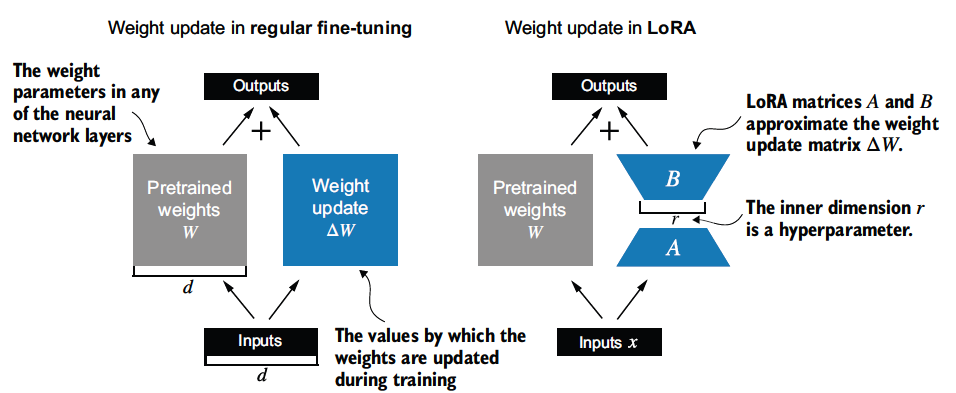 Weight update in regular fine-tuning
The weight
parameters in any
of the neural
network layers
Outputs
+
Pretrained
weights
W
Weight
update
ΔW
d
Inputs
d
The values by which the
weights are updated
during training
Weight update in LoRA
Outputs
+
LoRA matrices A and B
approximate the weight
update matrix ΔW.
Pretrained
weights
W
B
r
The inner dimension r
is a hyperparameter.
A
Inputs x